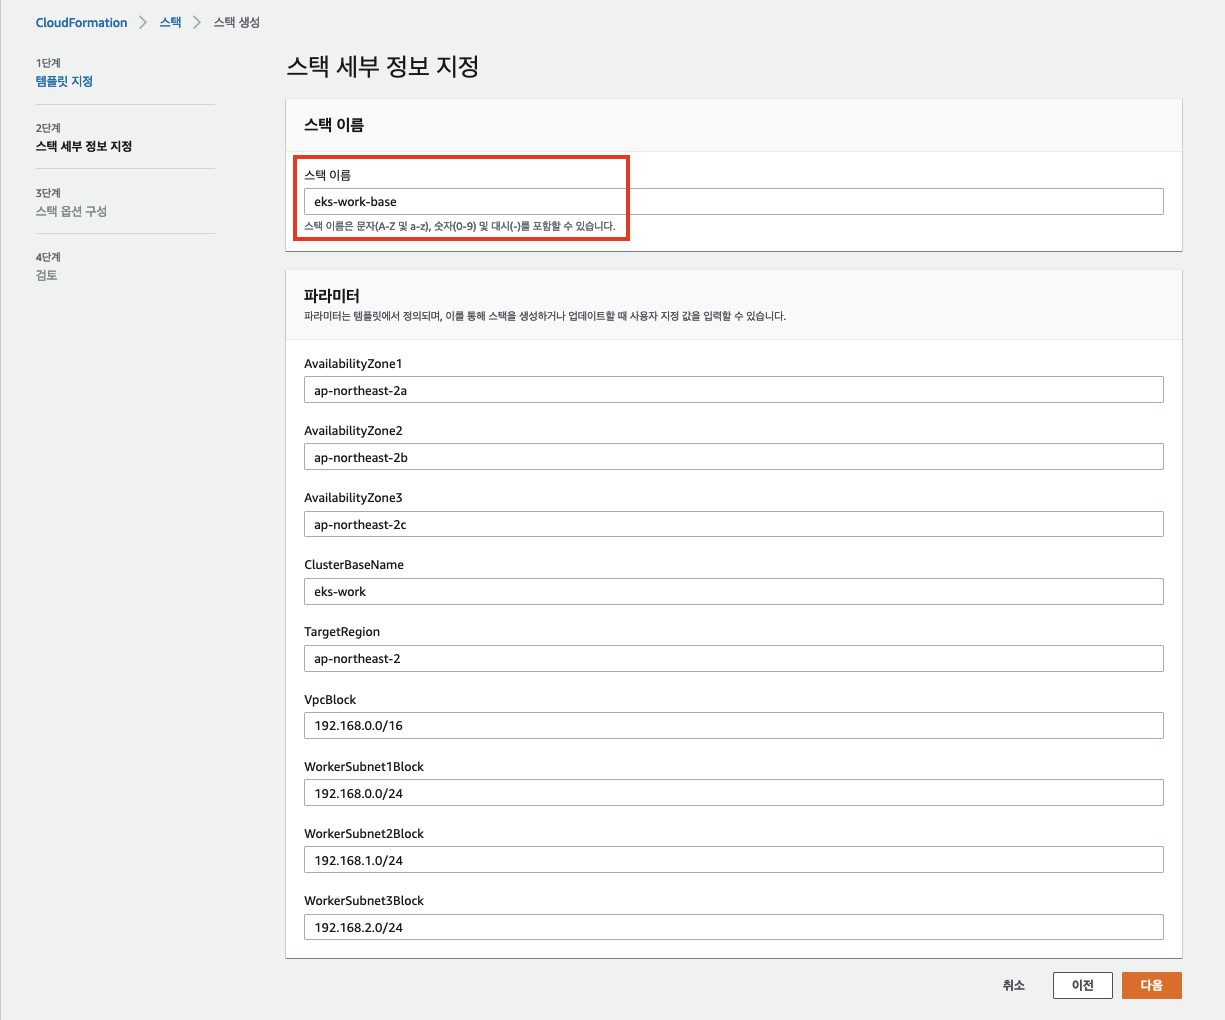 CloudFormation > 스택 > 스택 생성
1단계
템플릿 지정
2단계
스택 세부 정보 지정
3단계
스택 옵션 구성
4단계
검토
스택 세부 정보 지정
스택 이름
스택 이름
eks-work-base
스택 이름은 문자(A-Z 및 a-z), 숫자(0-9) 및 대시(-)를 포함할 수 있습니다.
파라미터
파라미터는 템플릿에서 정의되며, 이를 통해 스택을 생성하거나 업데이트할 때 사용자 지정 값을 입력할 수 있습니다.
AvailabilityZone1
ap-northeast-2a
AvailabilityZone2
ap-northeast-2b
AvailabilityZone3
ap-northeast-2c
ClusterBaseName
eks-work
TargetRegion
ap-northeast-2
VpcBlock
192.168.0.0/16
WorkerSubnet1Block
192.168.0.0/24
WorkerSubnet2Block
192.168.1.0/24
WorkerSubnet3Block
192.168.2.0/24
취소 이전 다음